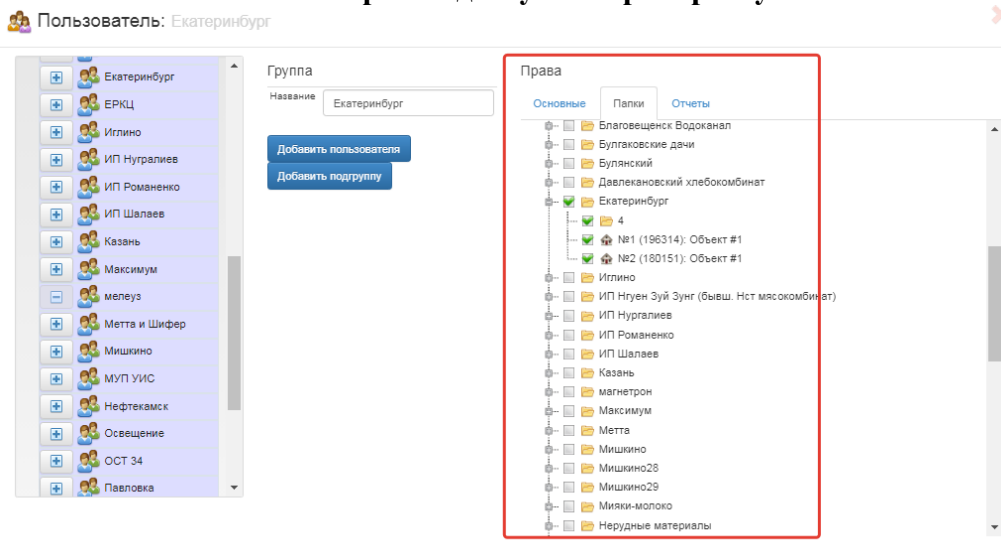 Пользователь: Екатеринбург
Екатеринбург
ЕРКЦ
Иглино
ИП Нугралиев
ИП Романенко
ИП Шалаев
Казань
Максимум
мелеуз
Метта и Шифер
Мишкино
МУП УИС
Нефтекамск
Освещение
ОСТ 34
Павловка
Группа
Название Екатеринбург
Добавить пользователя
Добавить подгруппу
Права
Основные Папки Отчеты
Благовещенск Водоканал
Булгаковские дачи
Булянский
Давлекановский хлебокомбинат
Екатеринбург
4
№1 (196314): Объект #1
№2 (180151): Объект #1
Иглино
ИП Нгуен Зуй Зунг (бывш. Нст мясокомбинат)
ИП Нургалиев
ИП Романенко
ИП Шалаев
Казань
магнетрон
Максимум
Метта
Мишкино
Мишкино28
Мишкино29
Мияки-молоко
Нерудные материалы